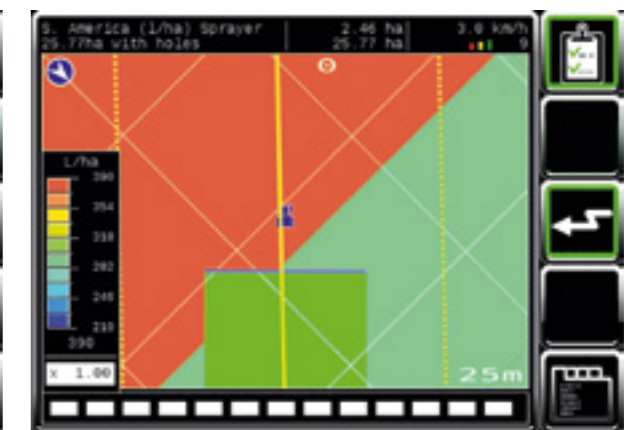 S. America (l/ha) Sprayer 2.46 ha 3.0 km/h
25.77ha with holes 25.77 ha 9
L/ha
390
354
318
282
246
210
390
x 1.00
25m